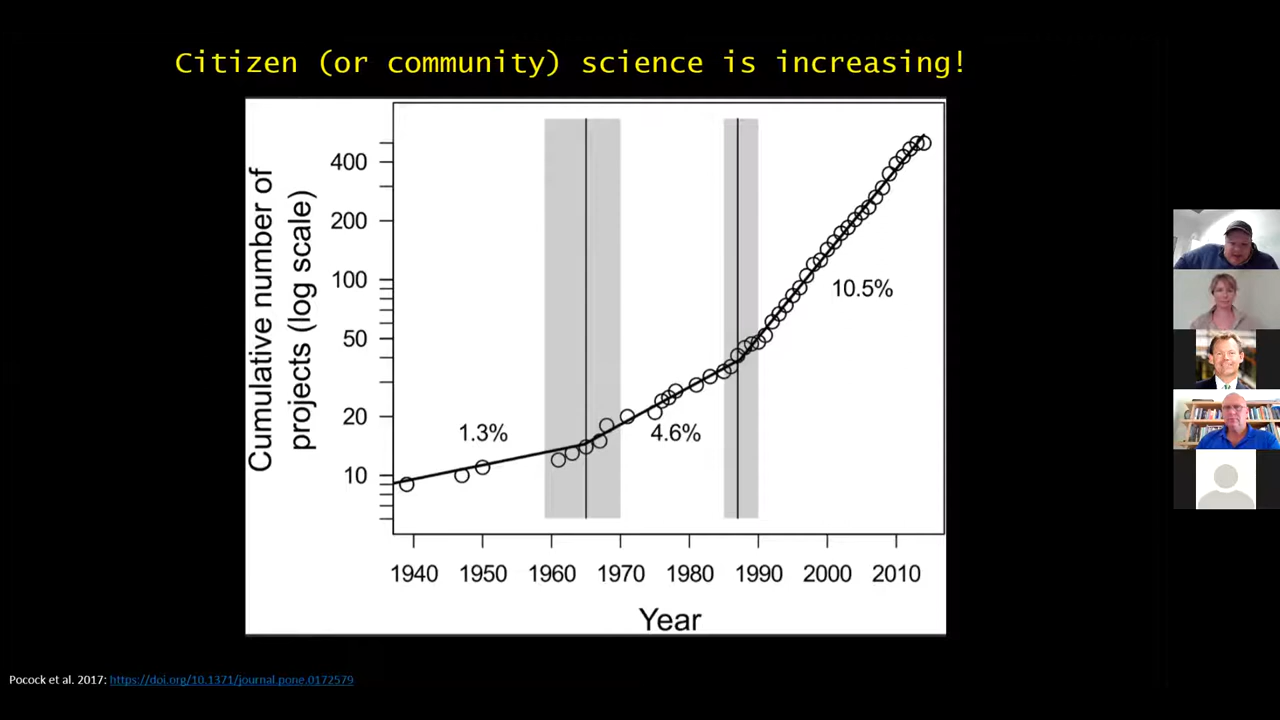 Citizen (or community) science is increasing!
Cumulative number of
projects (log scale)
400
200
100
50
20
10
1.3%
4.6%
10.5%
1940 1950 1960 1970 1980 1990 2000 2010
Year
Pocock et al. 2017: https://doi.org/10.1371/journal.pone.0172579